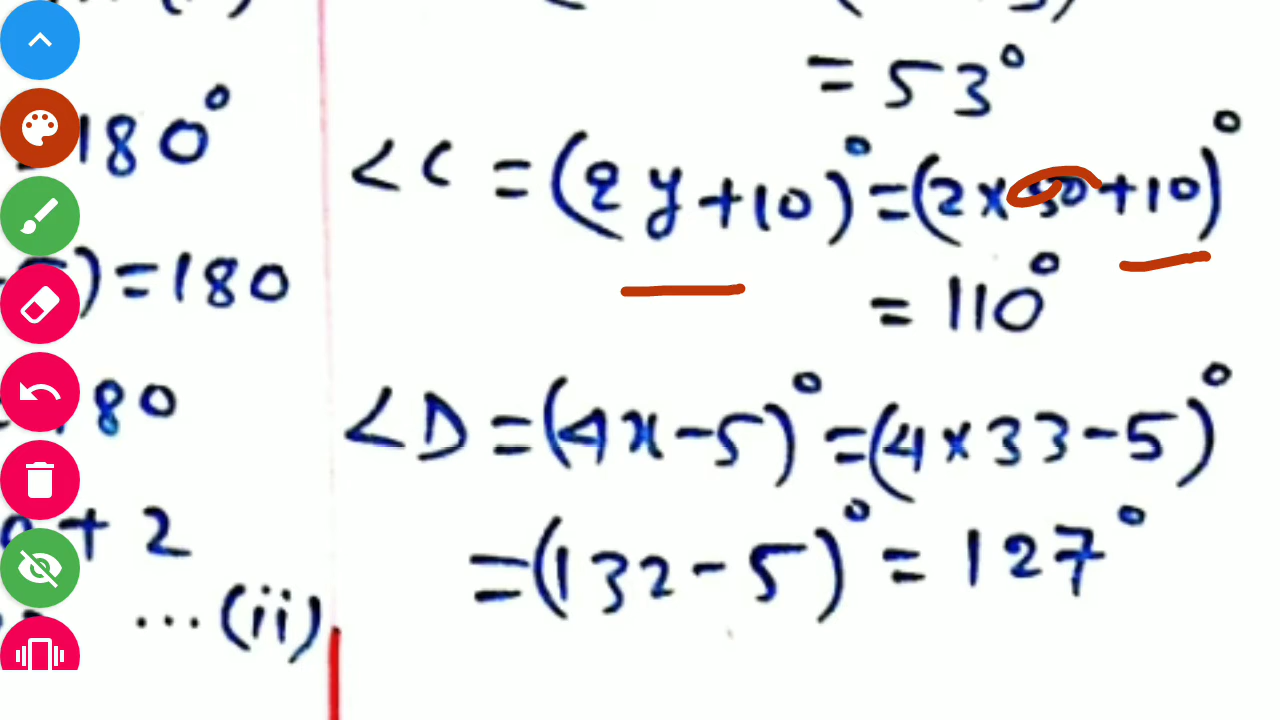 180°
) = 180
80
+ 2
... (ii)
= 53°
∠C = (2y + 10)° = (2 × 50 + 10)°
= 110°
∠D = (4x - 5)° = (4 × 33 - 5)°
= (132 - 5)° = 127°